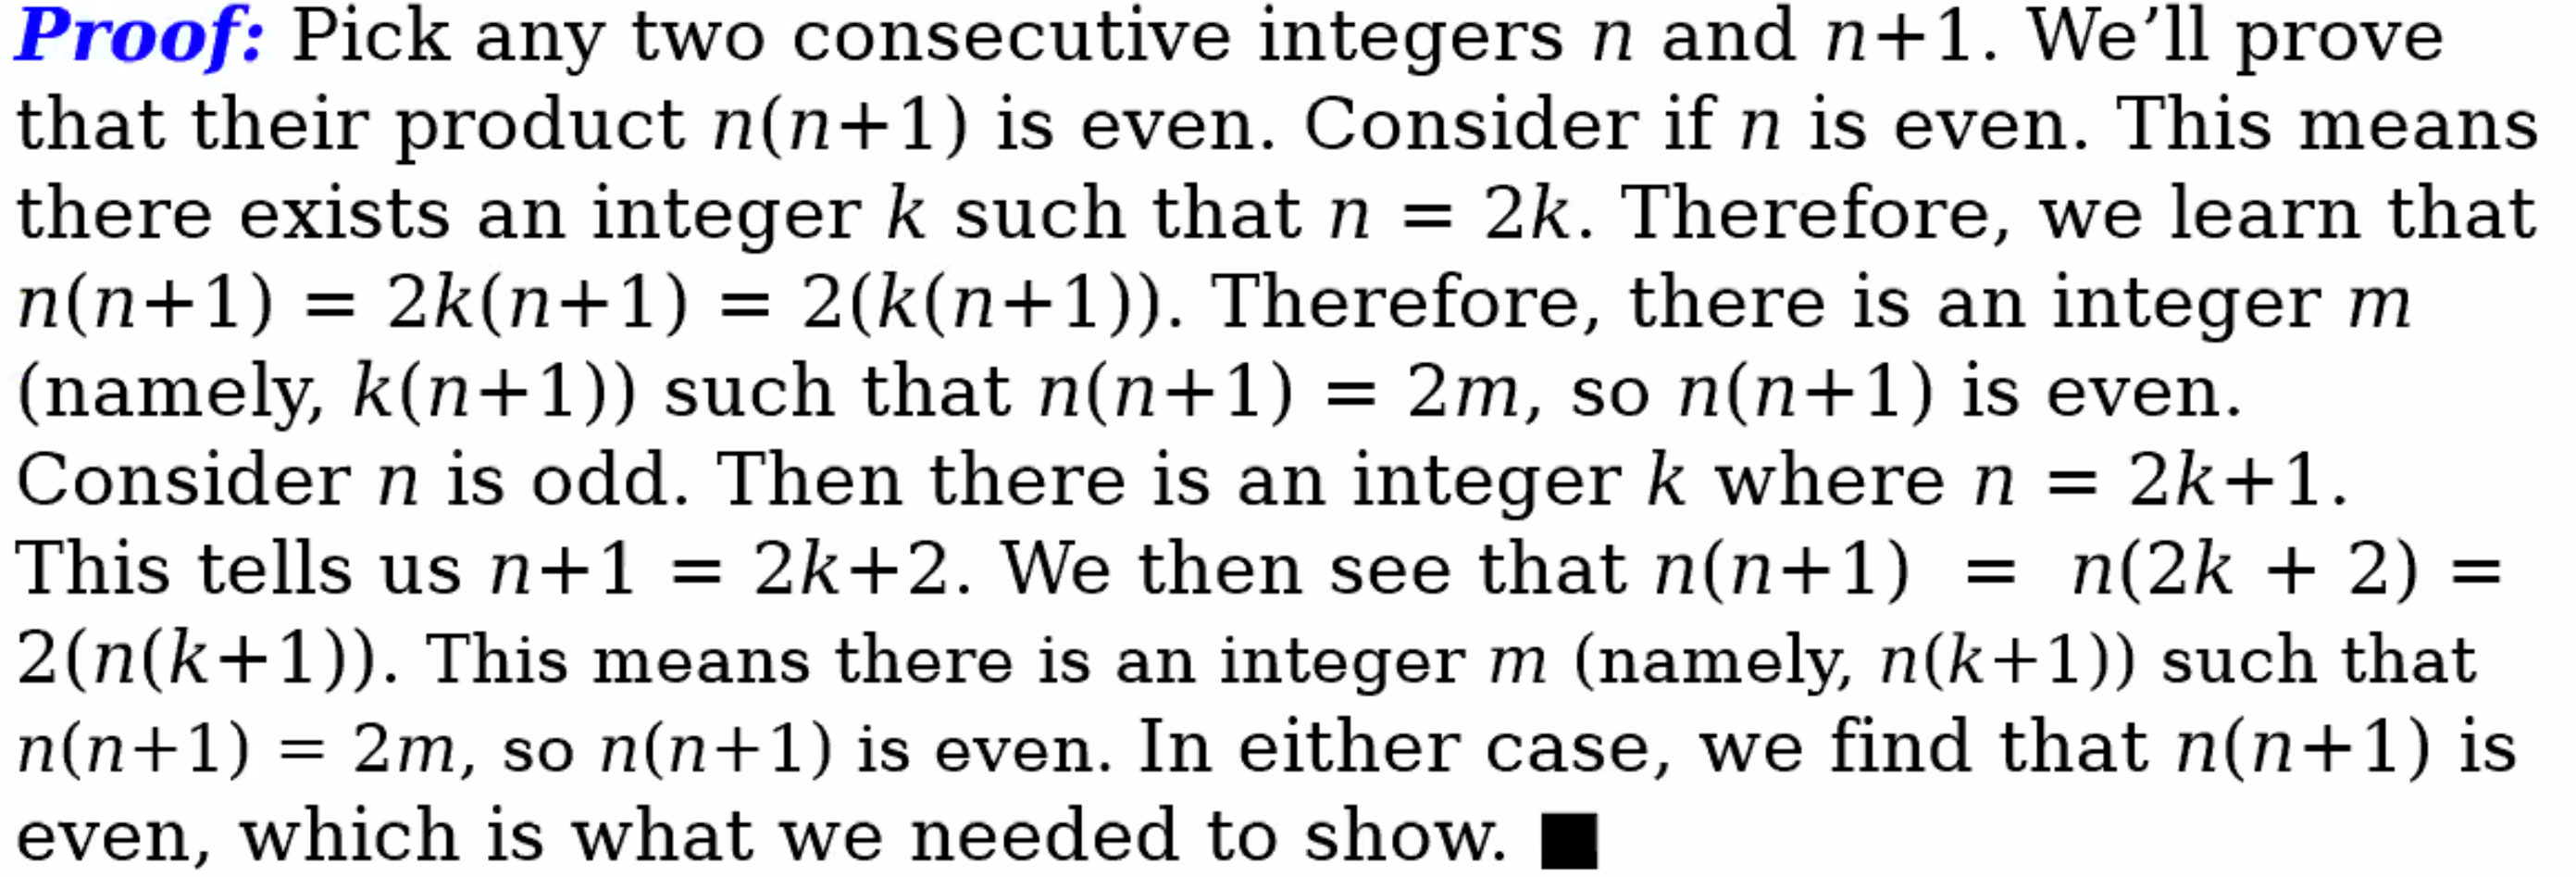 Proof: Pick any two consecutive integers n and n+1. We’ll prove
that their product n(n+1) is even. Consider if n is even. This means
there exists an integer k such that n = 2k. Therefore, we learn that
n(n+1) = 2k(n+1) = 2(k(n+1)). Therefore, there is an integer m
(namely, k(n+1)) such that n(n+1) = 2m, so n(n+1) is even.
Consider n is odd. Then there is an integer k where n = 2k+1.
This tells us n+1 = 2k+2. We then see that n(n+1) = n(2k + 2) =
2(n(k+1)). This means there is an integer m (namely, n(k+1)) such that
n(n+1) = 2m, so n(n+1) is even. In either case, we find that n(n+1) is
even, which is what we needed to show. ■